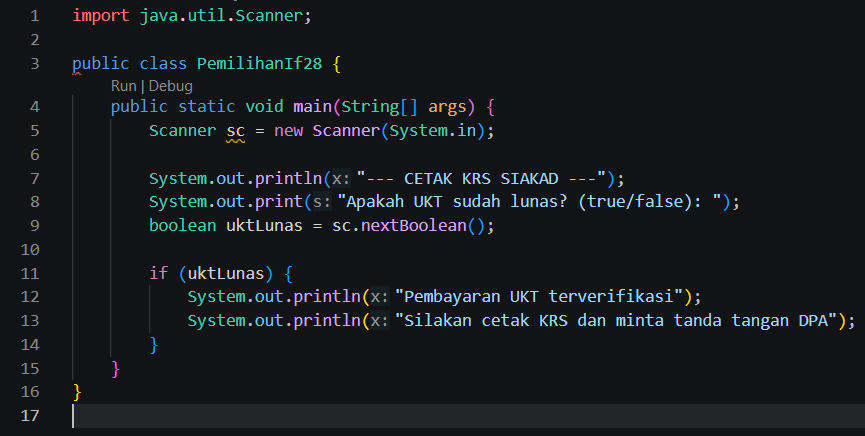 1 import java.util.Scanner;
2
3 public class PemilihanIf28 {
Run | Debug
4 public static void main(String[] args) {
5 Scanner sc = new Scanner(System.in);
6
7 System.out.println(x: "--- CETAK KRS SIAKAD ---");
8 System.out.print(s: "Apakah UKT sudah lunas? (true/false): ");
9 boolean uktLunas = sc.nextBoolean();
10
11 if (uktLunas) {
12 System.out.println(x: "Pembayaran UKT terverifikasi");
13 System.out.println(x: "Silakan cetak KRS dan minta tanda tangan DPA");
14 }
15 }
16 }
17